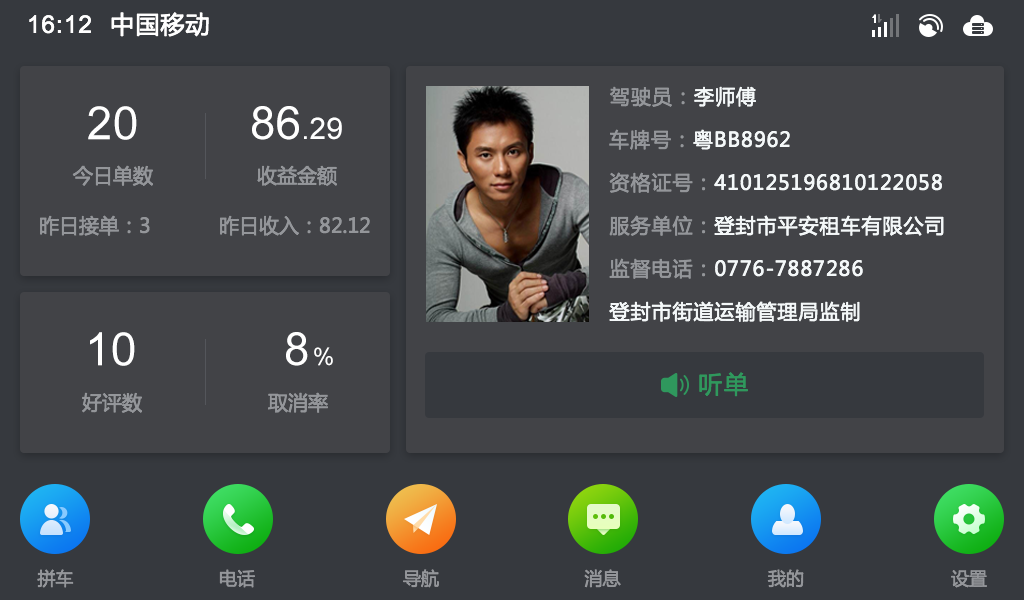 16:12 中国移动
20
今日单数
86.29
收益金额
昨日接单：3
昨日收入：82.12
10
好评数
8%
取消率
驾驶员：李师傅
车牌号：粤BB8962
资格证号：410125196810122058
服务单位：登封市平安租车有限公司
监督电话：0776-7887286
登封市街道运输管理局监制
听单
拼车
电话
导航
消息
我的
设置